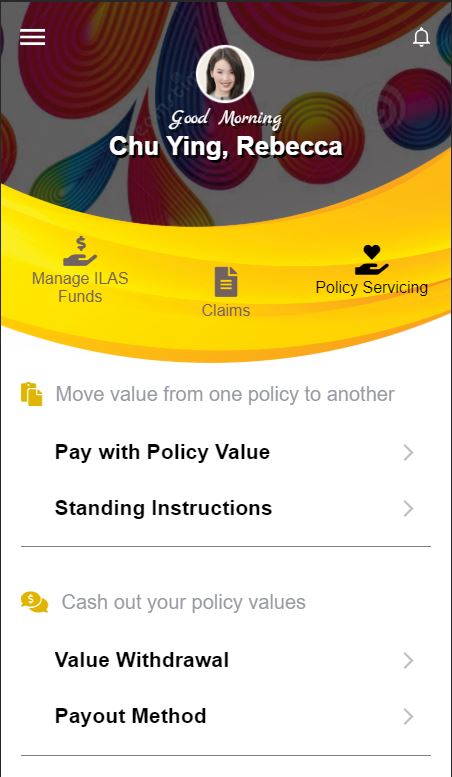 Good Morning
Chu Ying, Rebecca
Manage ILAS
Funds
Claims
Policy Servicing
Move value from one policy to another
Pay with Policy Value
Standing Instructions
Cash out your policy values
Value Withdrawal
Payout Method